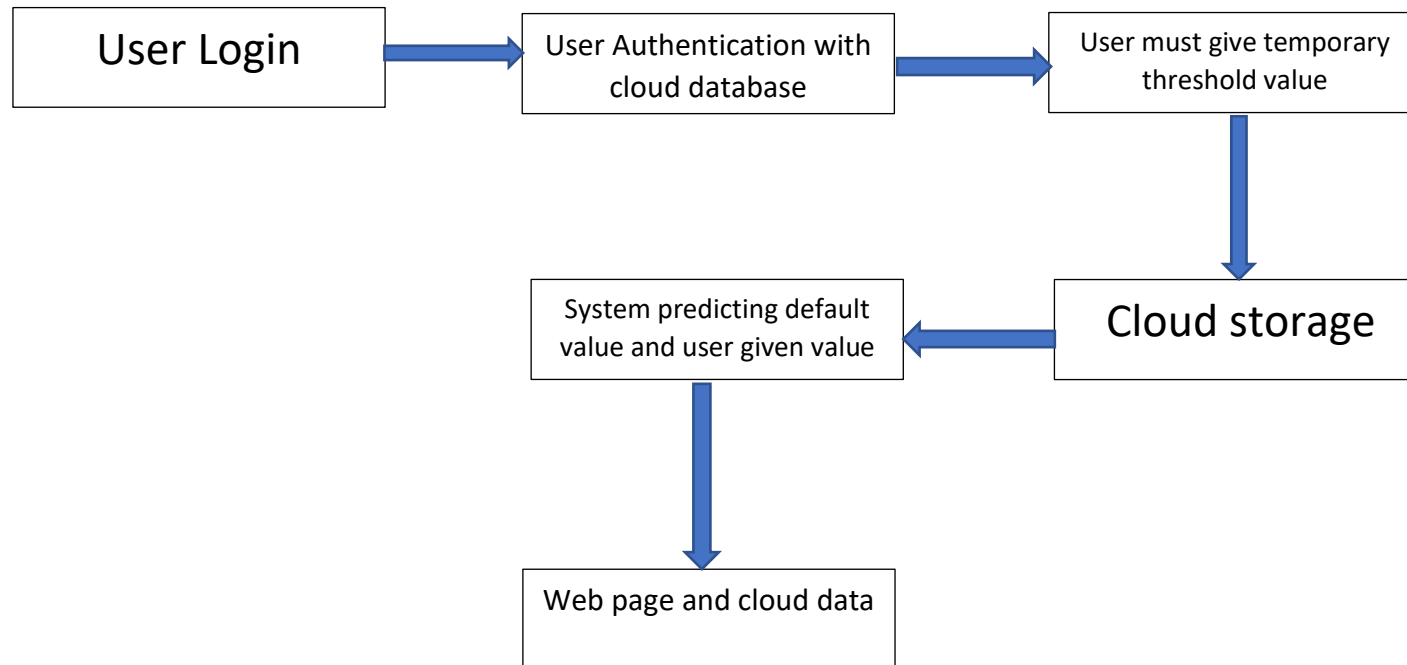 User Login
User Authentication with
cloud database
User must give temporary
threshold value
Cloud storage
System predicting default
value and user given value
Web page and cloud data